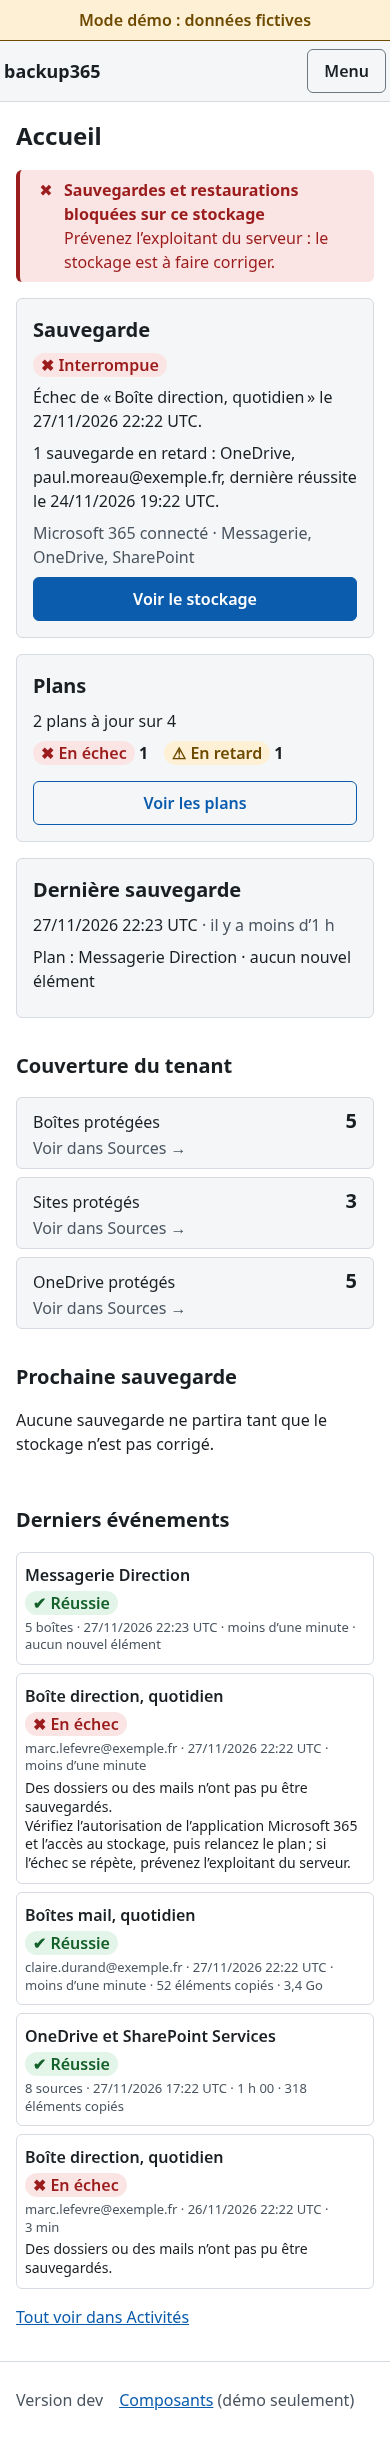 Mode démo : données fictives
backup365
Menu
Accueil
✖ Sauvegardes et restaurations
bloquées sur ce stockage
Prévenez l’exploitant du serveur : le
stockage est à faire corriger.
Sauvegarde
✖ Interrompue
Échec de « Boîte direction, quotidien » le
27/11/2026 22:22 UTC.
1 sauvegarde en retard : OneDrive,
paul.moreau@exemple.fr, dernière réussite
le 24/11/2026 19:22 UTC.
Microsoft 365 connecté · Messagerie,
OneDrive, SharePoint
Voir le stockage
Plans
2 plans à jour sur 4
✖ En échec 1 ⚠ En retard 1
Voir les plans
Dernière sauvegarde
27/11/2026 22:23 UTC · il y a moins d’1 h
Plan : Messagerie Direction · aucun nouvel
élément
Couverture du tenant
Boîtes protégées 5
Voir dans Sources →
Sites protégés 3
Voir dans Sources →
OneDrive protégés 5
Voir dans Sources →
Prochaine sauvegarde
Aucune sauvegarde ne partira tant que le
stockage n’est pas corrigé.
Derniers événements
Messagerie Direction
✔ Réussie
5 boîtes · 27/11/2026 22:23 UTC · moins d’une minute ·
aucun nouvel élément
Boîte direction, quotidien
✖ En échec
marc.lefevre@exemple.fr · 27/11/2026 22:22 UTC ·
moins d’une minute
Des dossiers ou des mails n’ont pas pu être
sauvegardés.
Vérifiez l’autorisation de l’application Microsoft 365
et l’accès au stockage, puis relancez le plan ; si
l’échec se répète, prévenez l’exploitant du serveur.
Boîtes mail, quotidien
✔ Réussie
claire.durand@exemple.fr · 27/11/2026 22:22 UTC ·
moins d’une minute · 52 éléments copiés · 3,4 Go
OneDrive et SharePoint Services
✔ Réussie
8 sources · 27/11/2026 17:22 UTC · 1 h 00 · 318
éléments copiés
Boîte direction, quotidien
✖ En échec
marc.lefevre@exemple.fr · 26/11/2026 22:22 UTC ·
3 min
Des dossiers ou des mails n’ont pas pu être
sauvegardés.
Tout voir dans Activités
Version dev Composants (démo seulement)